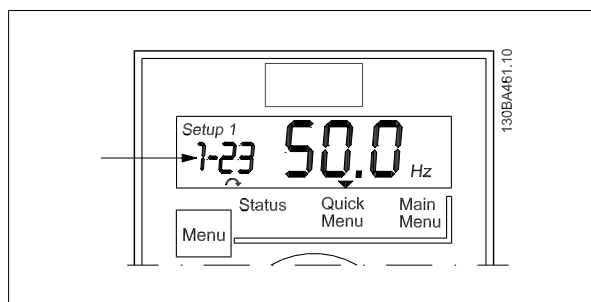 Setup 1
1-23 50.0 Hz
Status Quick Menu Main Menu
Menu
130BA461.10